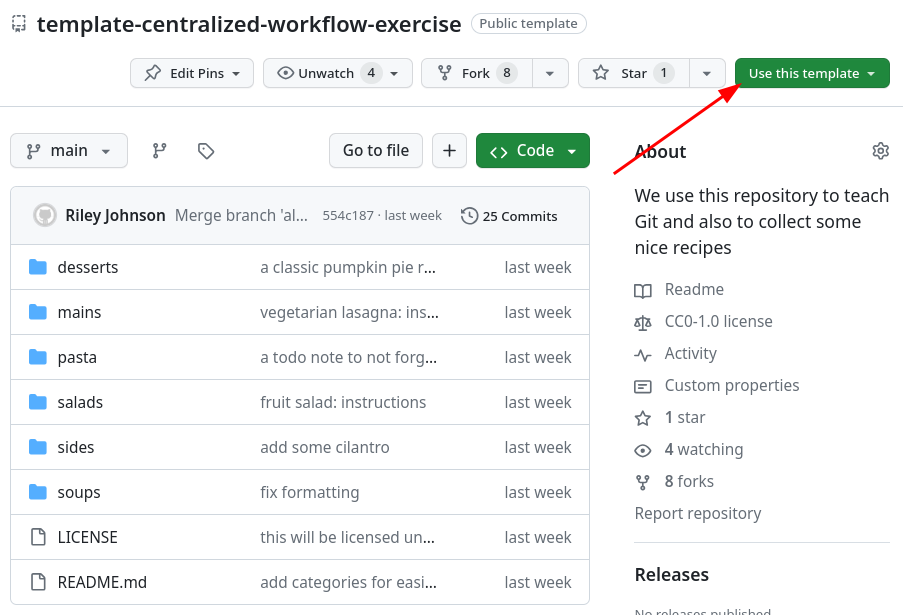 template-centralized-workflow-exercise Public template
Edit Pins Unwatch 4 Fork 8 Star 1 Use this template
main Go to file + <> Code
Riley Johnson Merge branch 'al... 554c187 · last week 25 Commits
desserts a classic pumpkin pie r... last week
mains vegetarian lasagna: ins... last week
pasta a todo note to not forg... last week
salads fruit salad: instructions last week
sides add some cilantro last week
soups fix formatting last week
LICENSE this will be licensed un... last week
README.md add categories for easi... last week
About
We use this repository to teach
Git and also to collect some
nice recipes
Readme
CC0-1.0 license
Activity
Custom properties
1 star
4 watching
8 forks
Report repository
Releases
No releases published